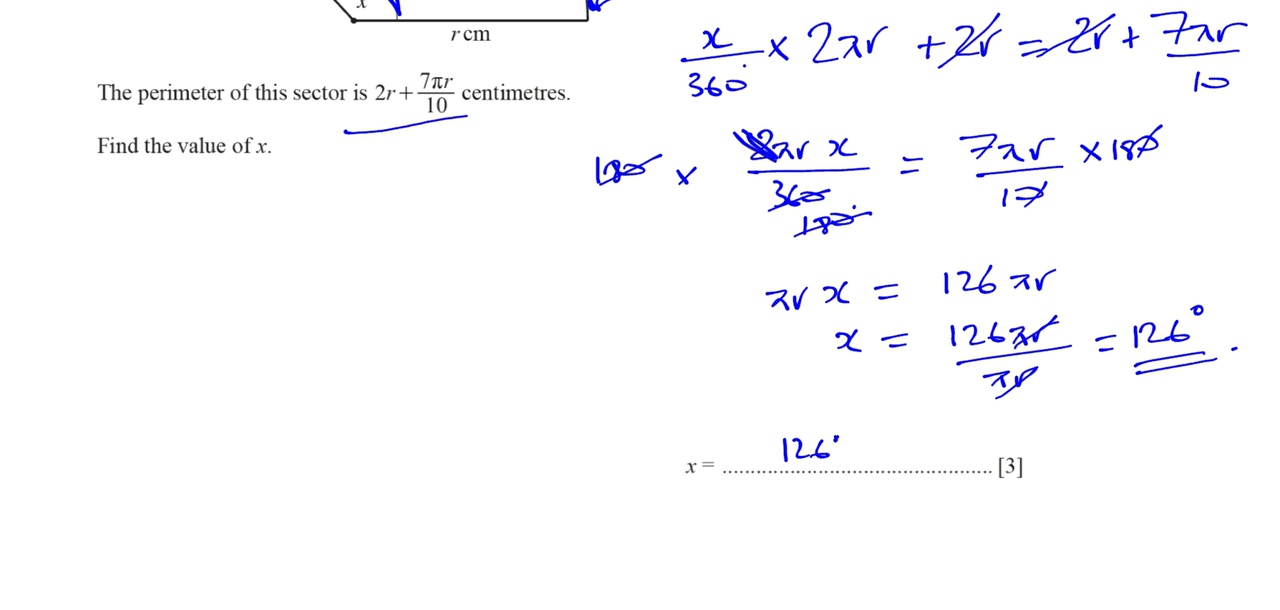 x
r cm
x/360° × 2πr + 2r = 2r + 7πr/10
The perimeter of this sector is 2r + 7πr/10 centimetres.
Find the value of x.
180 × 2πr x/360 = 7πr/10 × 180
180
πr x = 126 πr
x = 126πr/πr = 126° .
x = 126° [3]